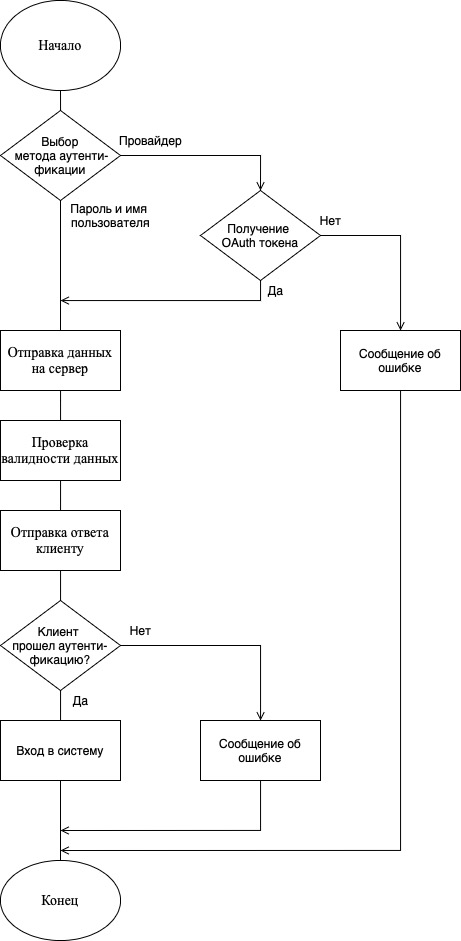 Начало
Выбор
метода аутенти-
фикации
Провайдер
Пароль и имя
пользователя
Получение
OAuth токена
Нет
Да
Отправка данных
на сервер
Сообщение об
ошибке
Проверка
валидности данных
Отправка ответа
клиенту
Клиент
прошел аутенти-
фикацию?
Нет
Да
Вход в систему
Сообщение об
ошибке
Конец